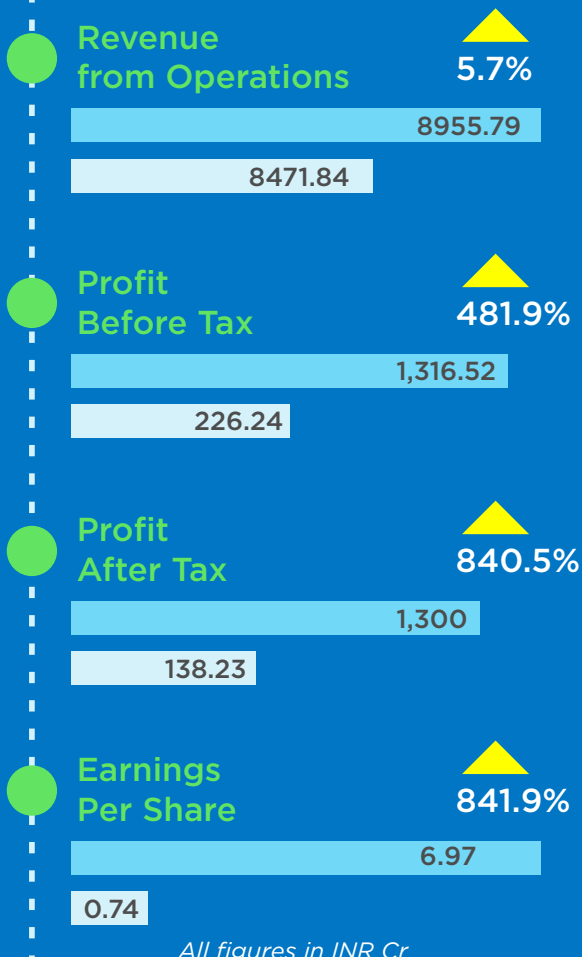 Revenue
from Operations
5.7%
8955.79
8471.84
Profit
Before Tax
481.9%
1,316.52
226.24
Profit
After Tax
840.5%
1,300
138.23
Earnings
Per Share
841.9%
6.97
0.74
All figures in INR Cr